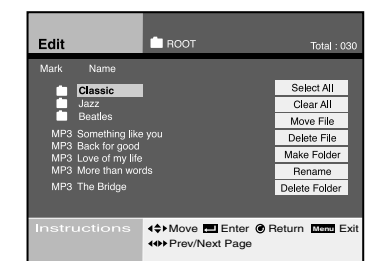 Edit
ROOT
Total : 030
Mark Name
Classic
Jazz
Beatles
MP3 Something like you
MP3 Back for good
MP3 Love of my life
MP3 More than words
MP3 The Bridge
Select All
Clear All
Move File
Delete File
Make Folder
Rename
Delete Folder
Instructions
Move Enter Return Menu Exit
Prev/Next Page